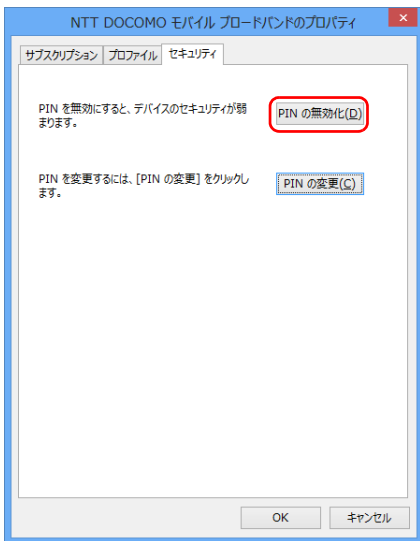 NTT DOCOMO モバイル ブロードバンドのプロパティ
サブスクリプション プロファイル セキュリティ
PIN を無効にすると、デバイスのセキュリティが弱
まります。
PIN の無効化(D)
PIN を変更するには、[PIN の変更] をクリックし
ます。
PIN の変更(C)
OK キャンセル